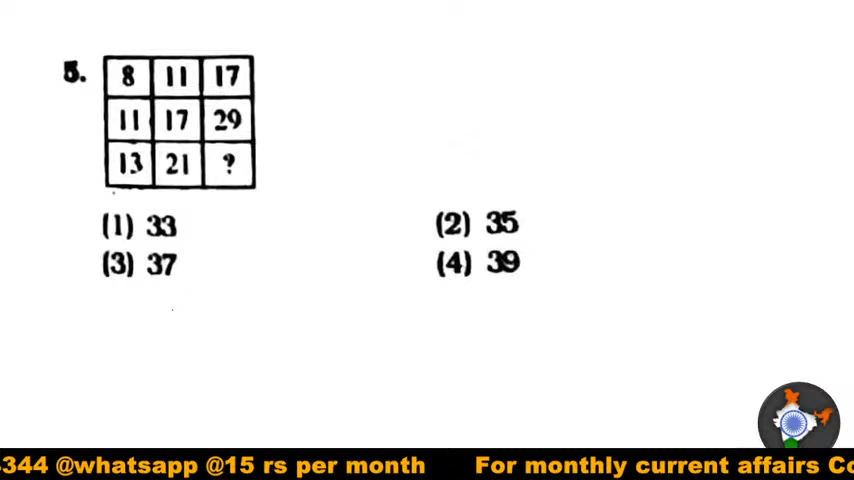 5.
8 11 17
11 17 29
13 21 ?
(1) 33 (2) 35
(3) 37 (4) 39
344 @whatsapp @15 rs per month For monthly current affairs